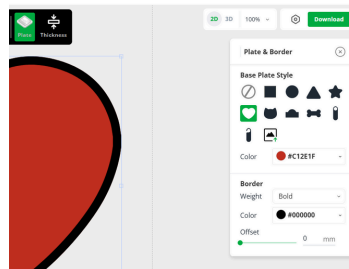 Plate
Thickness
2D 3D 100% Download
Plate & Border
Base Plate Style
Color #C12E1F
Border
Weight Bold
Color #000000
Offset
0 mm